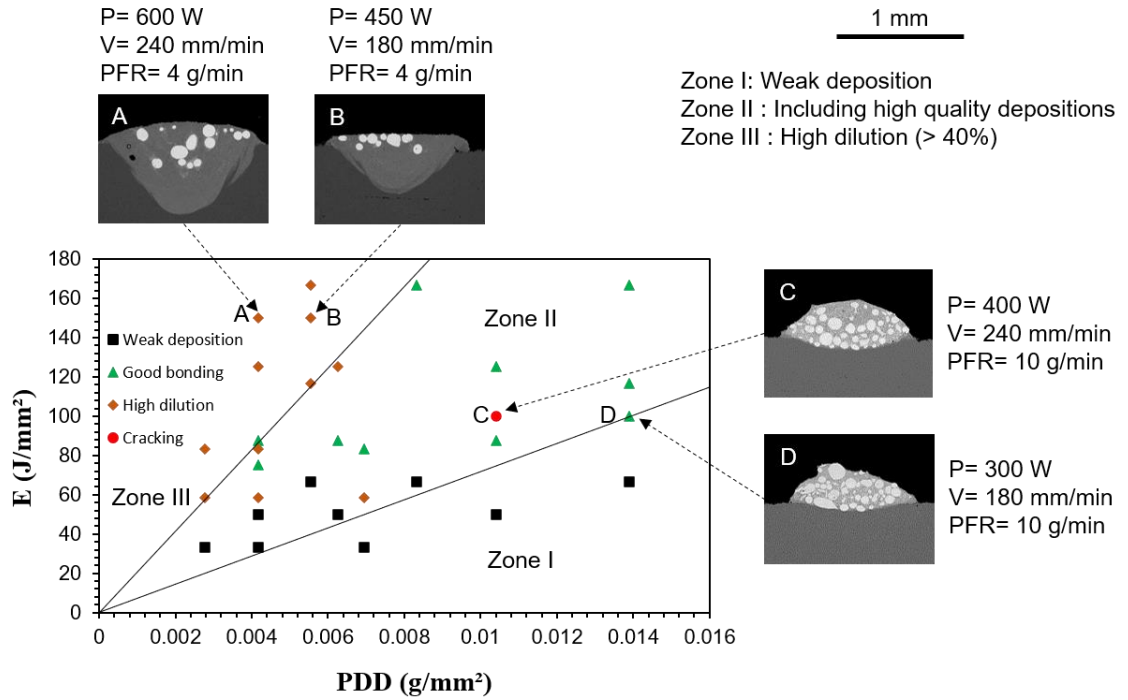 P= 600 W
V= 240 mm/min
PFR= 4 g/min
P= 450 W
V= 180 mm/min
PFR= 4 g/min
1 mm
Zone I: Weak deposition
Zone II : Including high quality depositions
Zone III : High dilution (> 40%)
A
B
180
160
140
120
100
80
60
40
20
0
E (J/mm²)
A
B
Zone II
Weak deposition
Good bonding
High dilution
Cracking
C
D
Zone III
Zone I
0
0.002
0.004
0.006
0.008
0.01
0.012
0.014
0.016
PDD (g/mm²)
C
P= 400 W
V= 240 mm/min
PFR= 10 g/min
D
P= 300 W
V= 180 mm/min
PFR= 10 g/min